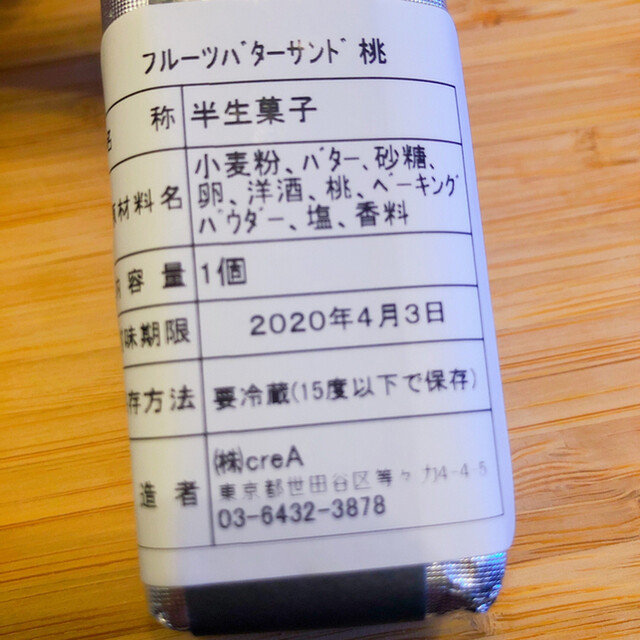 フルーツバターサンド 桃
称 半生菓子
材料名 小麦粉、バター、砂糖、
卵、洋酒、桃、ベーキング
パウダー、塩、香料
容量 1個
味期限 2020年4月3日
存方法 要冷蔵(15度以下で保存)
造者 (株)creA
東京都世田谷区等々力4-4-5
03-6432-3878